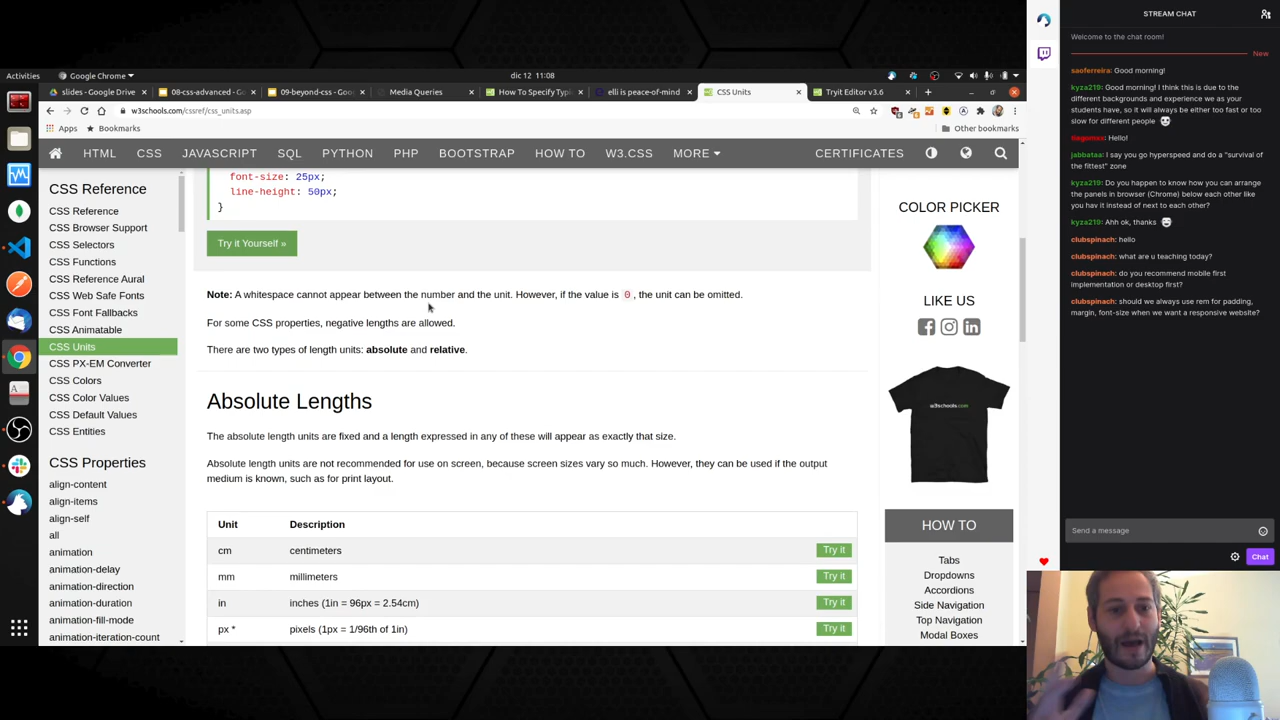 STREAM CHAT
Welcome to the chat room!
New
saoferreira: Good morning!
kyza219: Good morning! I think this is due to the
different backgrounds and experience we as your
students have, so it will always be either too fast or too
slow for different people
tiagomsx: Hello!
jabbataa: I say you go hyperspeed and do a "survival of
the fittest" zone
kyza219: Do you happen to know how you can arrange
the panels in browser (Chrome) below each other like
you hav it instead of next to each other?
kyza219: Ahh ok, thanks
clubspinach: hello
clubspinach: what are u teaching today?
clubspinach: do you recommend mobile first
implementation or desktop first?
clubspinach: should we always use rem for padding,
margin, font-size when we want a responsive website?
Send a message
Chat
Activities
Google Chrome
dic 12 11:08
slides - Google Drive
08-css-advanced - G
09-beyond-css - Goo
Media Queries
How To Specify Typic
elli is peace-of-mind
CSS Units
Tryit Editor v3.6
w3schools.com/cssref/css_units.asp
Apps
Bookmarks
Other bookmarks
HTML
CSS
JAVASCRIPT
SQL
PYTHON
PHP
BOOTSTRAP
HOW TO
W3.CSS
MORE
CERTIFICATES
CSS Reference
CSS Reference
CSS Browser Support
CSS Selectors
CSS Functions
CSS Reference Aural
CSS Web Safe Fonts
CSS Font Fallbacks
CSS Animatable
CSS Units
CSS PX-EM Converter
CSS Colors
CSS Color Values
CSS Default Values
CSS Entities
CSS Properties
align-content
align-items
align-self
all
animation
animation-delay
animation-direction
animation-duration
animation-fill-mode
animation-iteration-count
font-size: 25px;
line-height: 50px;
}
Try it Yourself »
Note: A whitespace cannot appear between the number and the unit. However, if the value is 0, the unit can be omitted.
For some CSS properties, negative lengths are allowed.
There are two types of length units: absolute and relative.
Absolute Lengths
The absolute length units are fixed and a length expressed in any of these will appear as exactly that size.
Absolute length units are not recommended for use on screen, because screen sizes vary so much. However, they can be used if the output
medium is known, such as for print layout.
Unit Description
cm centimeters Try it
mm millimeters Try it
in inches (1in = 96px = 2.54cm) Try it
px * pixels (1px = 1/96th of 1in) Try it
COLOR PICKER
LIKE US
w3schools.com
HOW TO
Tabs
Dropdowns
Accordions
Side Navigation
Top Navigation
Modal Boxes